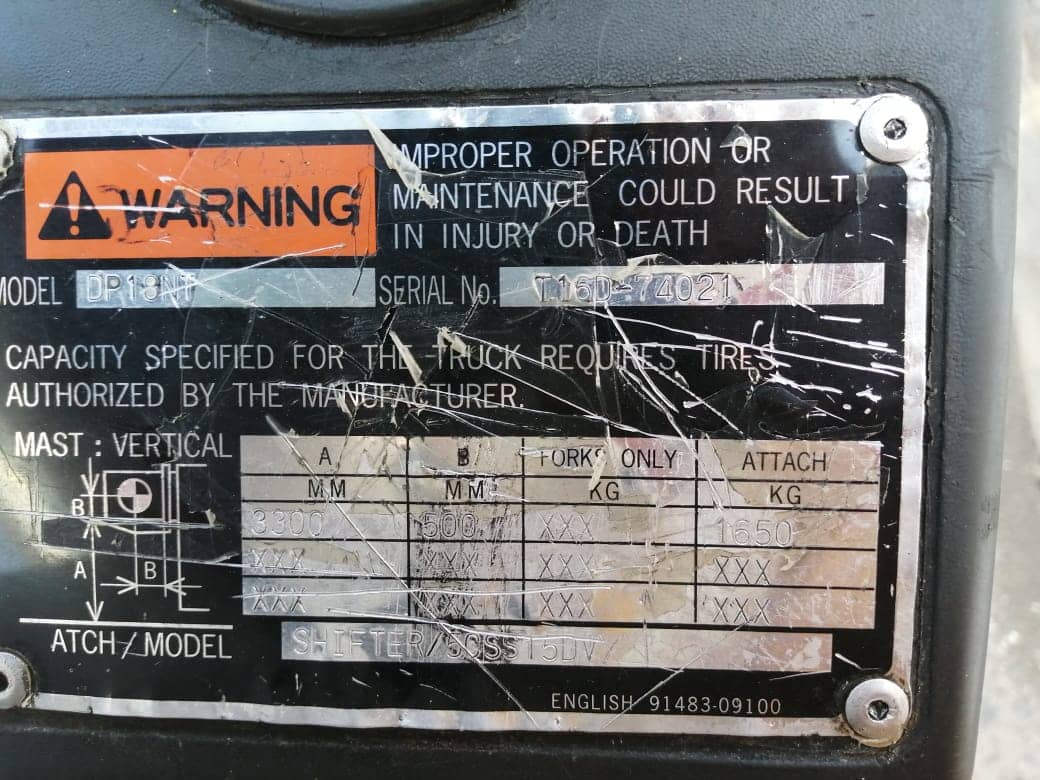 WARNING
IMPROPER OPERATION OR
MAINTENANCE COULD RESULT
IN INJURY OR DEATH
MODEL DP18NT SERIAL No. T16D-74021
CAPACITY SPECIFIED FOR THE TRUCK REQUIRES TIRES
AUTHORIZED BY THE MANUFACTURER.
MAST : VERTICAL
A B FORKS ONLY ATTACH
MM MM KG KG
3300 500 XXX 1650
XXX XXX XXX XXX
XXX XXX XXX XXX
B
A B
ATCH/MODEL SHIFTER/
ENGLISH 91483-09100